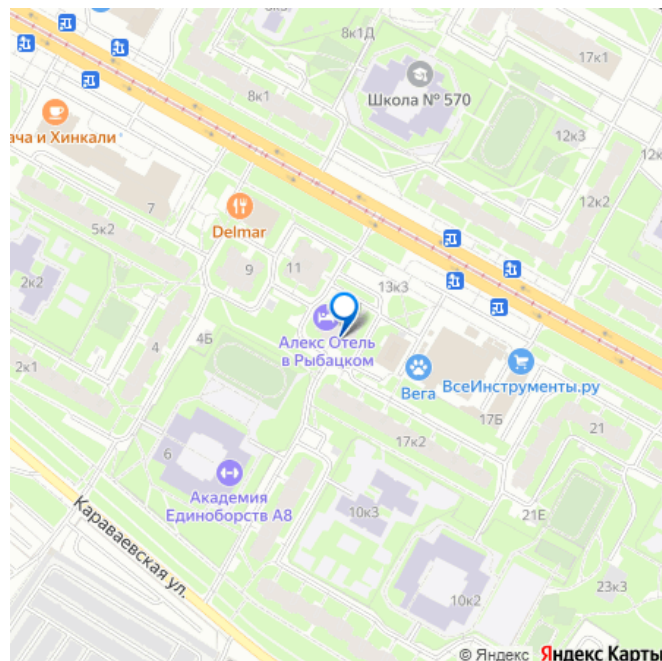 8к1Д
17к1
Школа № 570
8к1
ача и Хинкали
12к3
12к
7
12к2
Delmar
5к2
9
11
2к2
13к3
Алекс Отель
в Рыбацком
4Б
4
2к1
Вега
ВсеИнструменты.ру
17Б
21
17к2
6
Академия
Единоборств А8
10к3
21Е
Караваевская ул.
23к3
10к2
© Яндекс Яндекс Карты